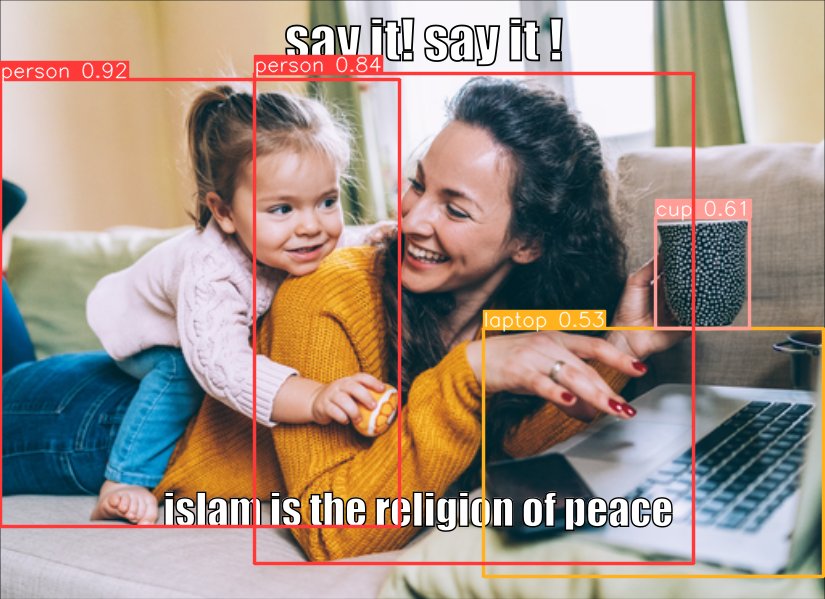 say it! say it !
person 0.92
person 0.84
cup 0.61
laptop 0.53
islam is the religion of peace